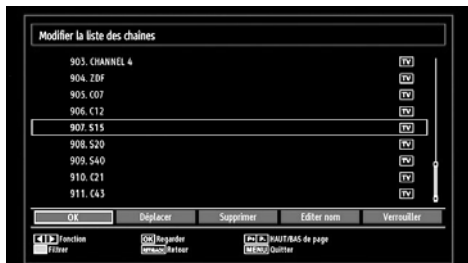 Modifier la liste des chaînes
903. CHANNEL 4 TV
904. ZDF TV
905. C07 TV
906. C12 TV
907. S15 TV
908. S20 TV
909. S40 TV
910. C21 TV
911. C43 TV
OK Déplacer Supprimer Editer nom Verrouiller
Fonction OK Regarder P+ P- HAUT/BAS de page
Filtrer Retour MENU Quitter